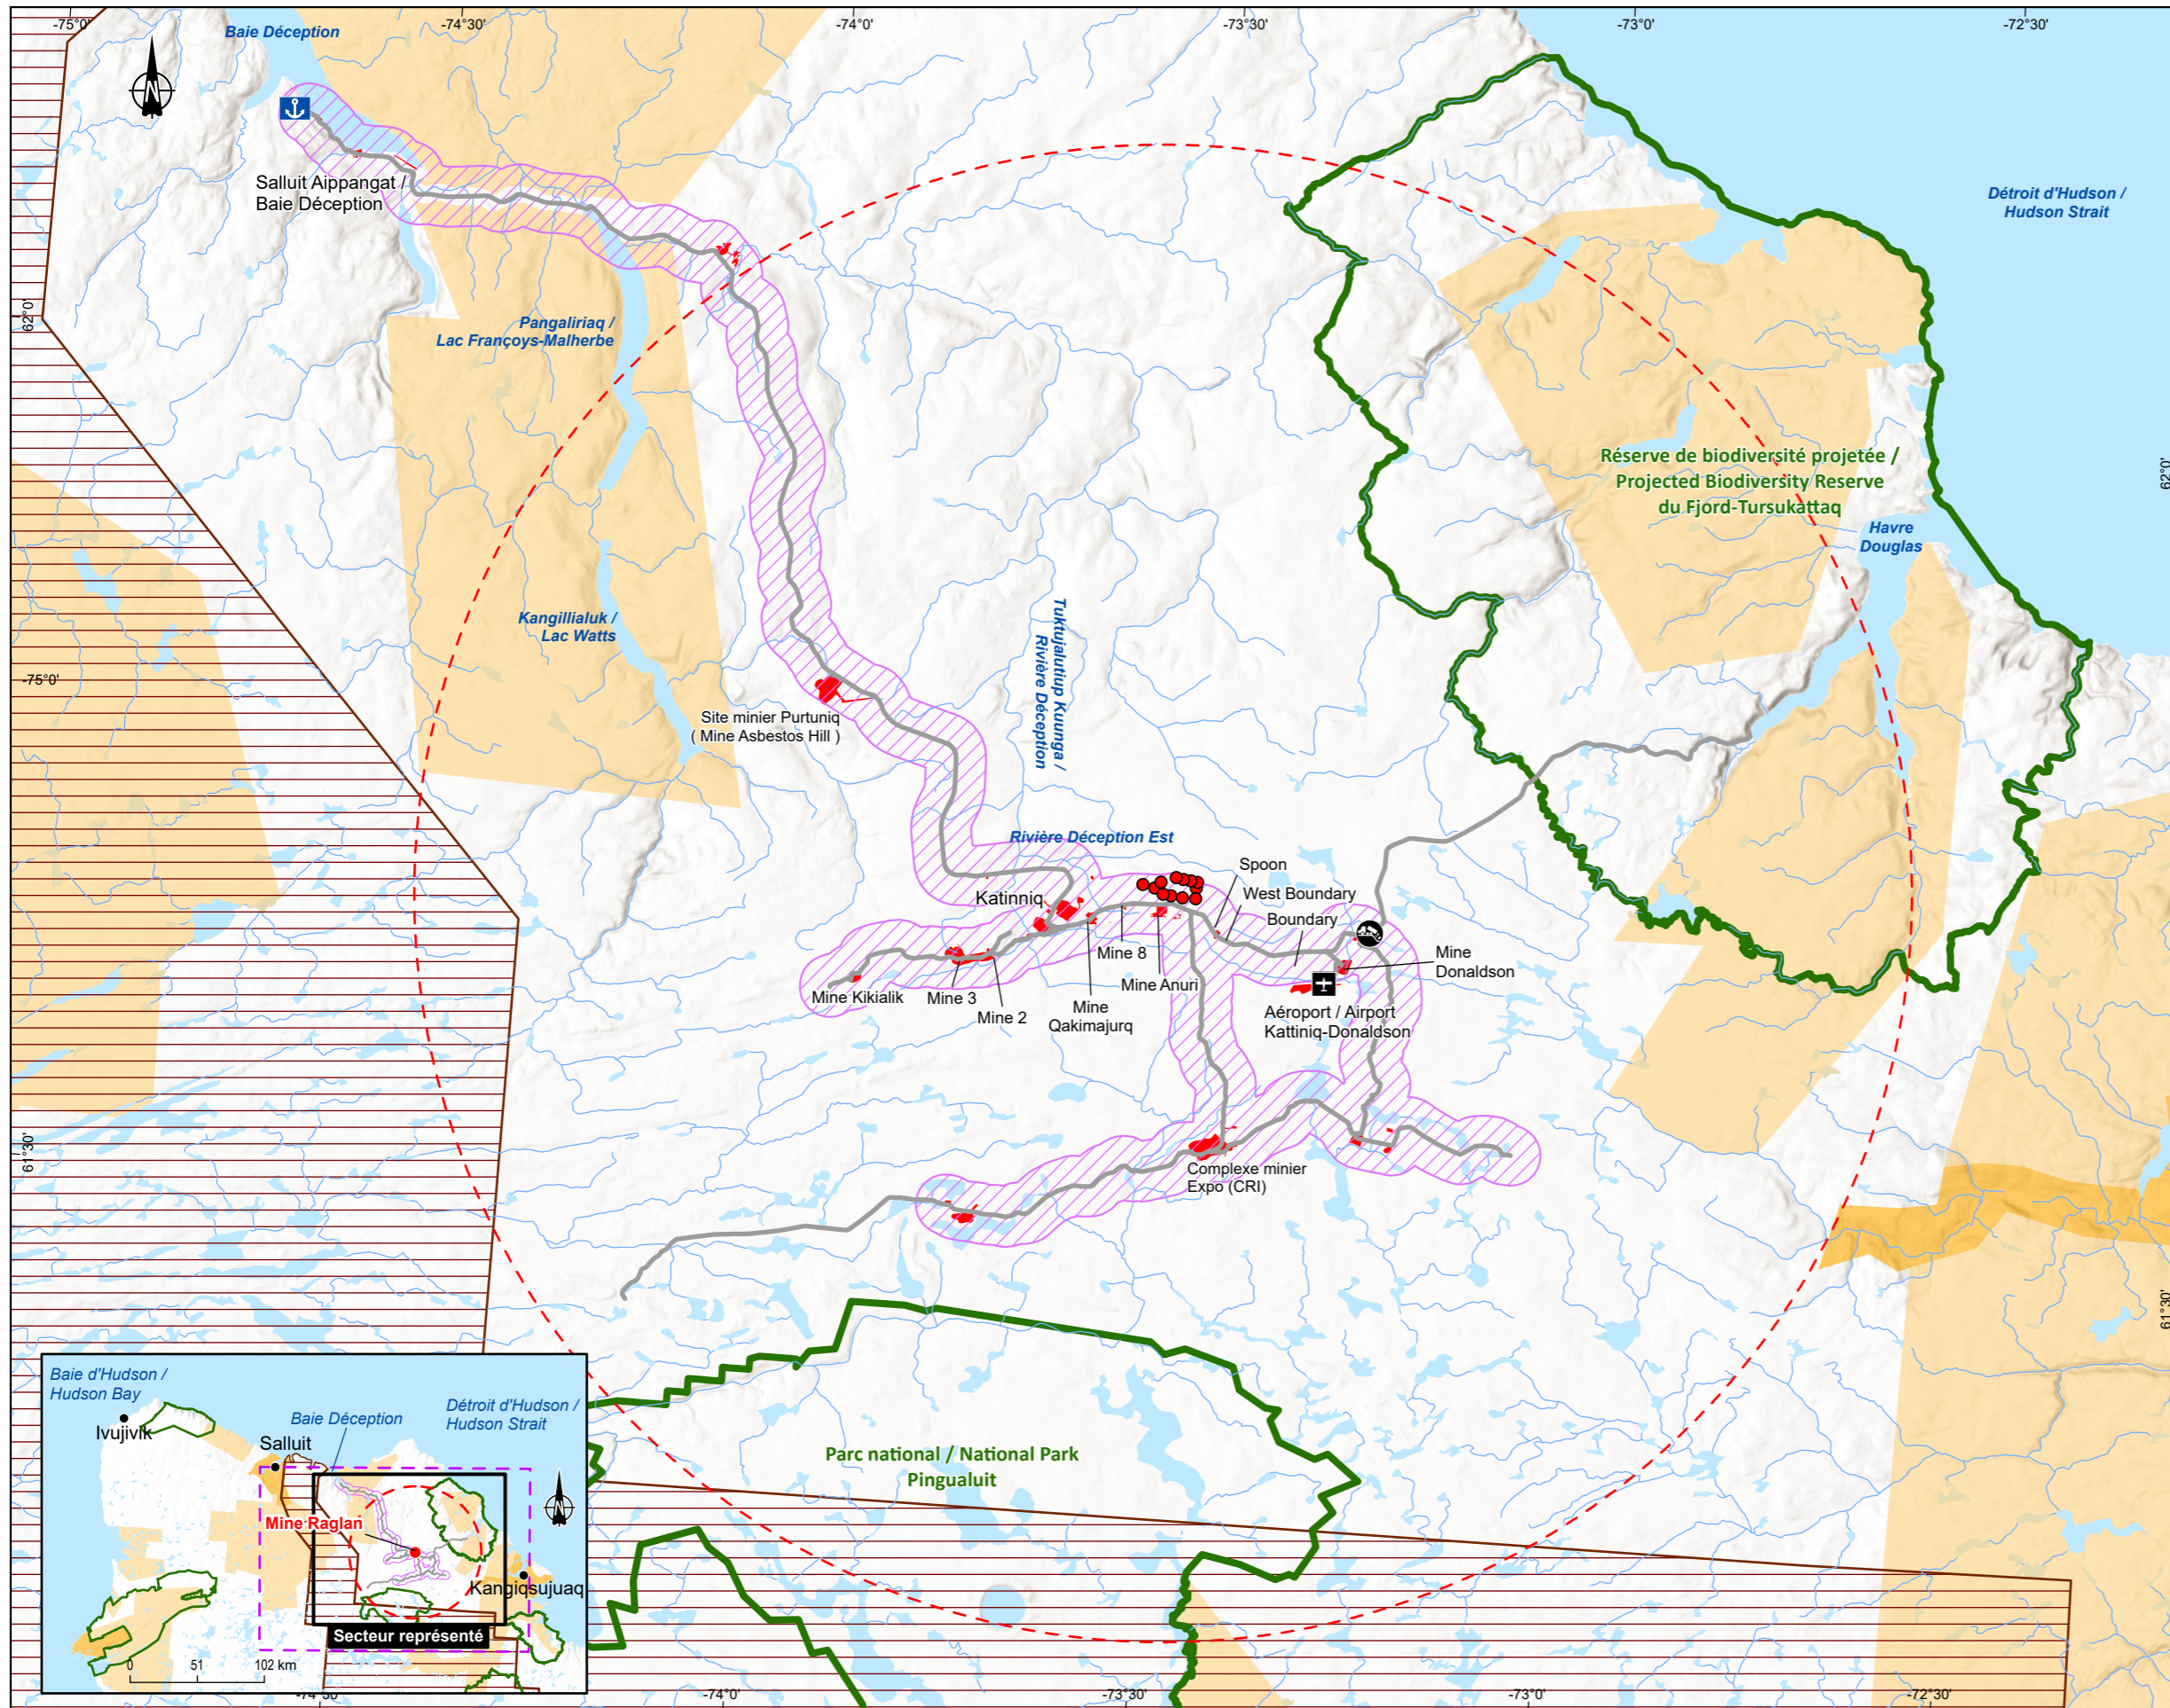 -75°0'
-74°30'
-74°0'
-73°30'
-73°0'
-72°30'
Baie Déception
N
Salluit Aippangat /
Baie Déception
Détroit d'Hudson /
Hudson Strait
62°0'
Pangaliriaq /
Lac Françoys-Malherbe
Réserve de biodiversité projetée /
Projected Biodiversity Reserve
du Fjord-Tursukattaq
62°0'
Havre
Douglas
Kangillialuk /
Lac Watts
Tuktujalutiup Kuunga /
Rivière Déception
-75°0'
Site minier Purtuniq
( Mine Asbestos Hill )
Rivière Déception Est
Spoon
West Boundary
Boundary
Katinniq
Mine 8
Mine
Donaldson
Mine Anuri
Mine Kikialik
Mine 3
Mine 2
Mine
Qakimajurq
Aéroport / Airport
Kattiniq-Donaldson
61°30'
Complexe minier
Expo (CRI)
61°30'
Parc national / National Park
Pingualuit
Baie d'Hudson /
Hudson Bay
Ivujivik
Baie Déception
Détroit d'Hudson /
Hudson Strait
Salluit
Mine Raglan
Kangiqsujuaq
Secteur représenté
0 51 102 km
-74°30'
-74°0'
-73°30'
-73°0'
-72°30'